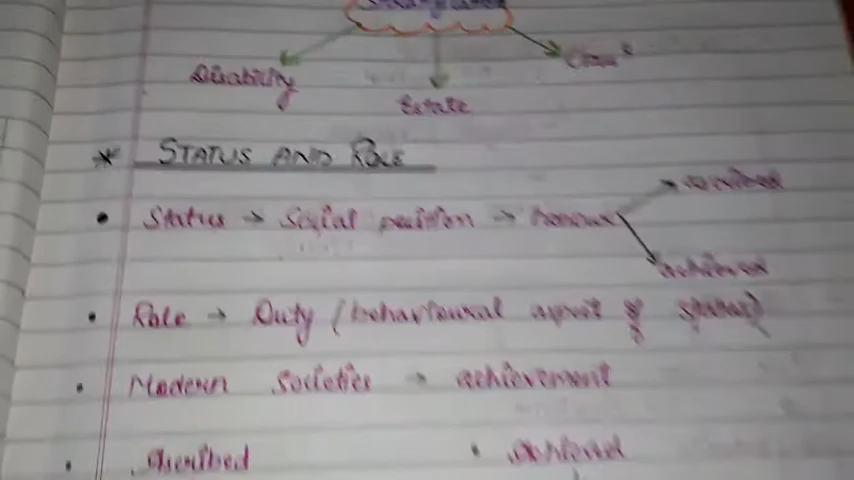 Disability
Estate
Class
* STATUS AND ROLE
• Status → Social position → honour → ascribed
→ achieved
• Role → Duty (behavioural aspect of status)
• Modern societies → achievement
• Ascribed • achieved